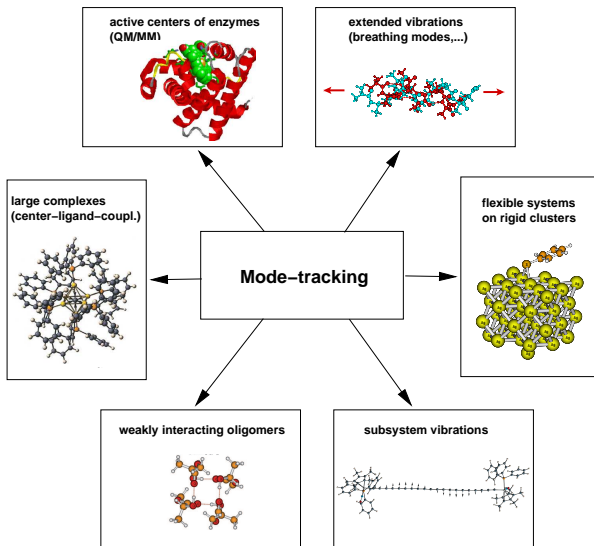 active centers of enzymes
(QM/MM)
extended vibrations
(breathing modes,...)
large complexes
(center−ligand−coupl.)
flexible systems
on rigid clusters
Mode−tracking
weakly interacting oligomers
subsystem vibrations